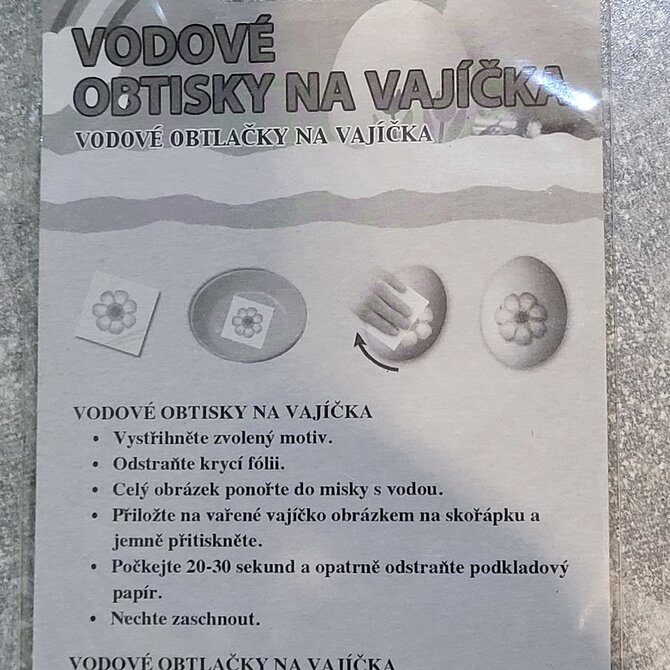 VODOVÉ
OBTISKY NA VAJÍČKA
VODOVÉ OBTLAČKY NA VAJÍČKA
VODOVÉ OBTISKY NA VAJÍČKA
• Vystřihněte zvolený motiv.
• Odstraňte krycí fólii.
• Celý obrázek ponořte do misky s vodou.
• Přiložte na vařené vajíčko obrázkem na skořápku a
jemně přitiskněte.
• Počkejte 20-30 sekund a opatrně odstraňte podkladový
papír.
• Nechte zaschnout.
VODOVÉ OBTLAČKY NA VAJÍČKA